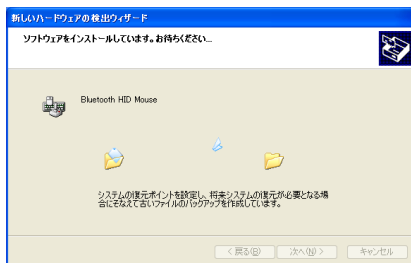 新しいハードウェアの検出ウィザード
ソフトウェアをインストールしています。お待ちください...
Bluetooth HID Mouse
システムの復元ポイントを設定し、将来システムの復元が必要となる場
合にそなえて古いファイルのバックアップを作成しています。
< 戻る(B)
次へ(N) >
キャンセル